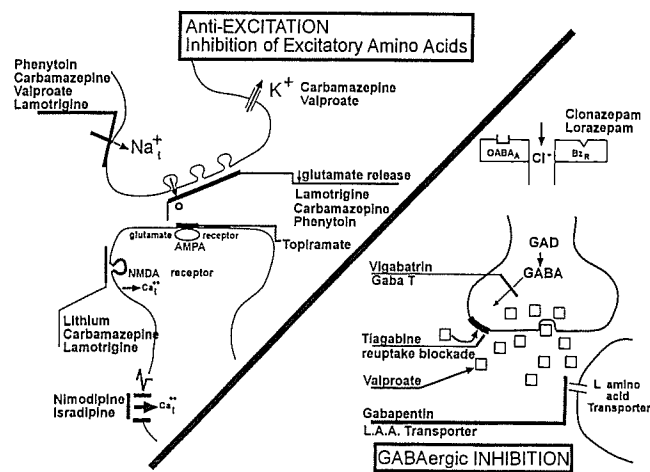 Anti-EXCITATION
Inhibition of Excitatory Amino Acids
Phenytoin
Carbamazepine
Valproate
Lamotrigine
Na+i
K+
Carbamazepine
Valproate
↓glutamate release
Lamotrigine
Carbamazepino
Phenytoin
glutamate receptor
AMPA
Topiramate
NMDA receptor
Ca++i
Lithium
Carbamazepine
Lamotrigine
Nimodipine
Isradipine
Ca++i
Clonazepam
Lorazepam
GABAA
Cl-
BzR
GAD
GABA
Vigabatrin
Gaba T
Tiagabine
reuptake blockade
Valproate
Gabapentin
L.A.A. Transporter
L amino
acid
Transporter
GABAergic INHIBITION